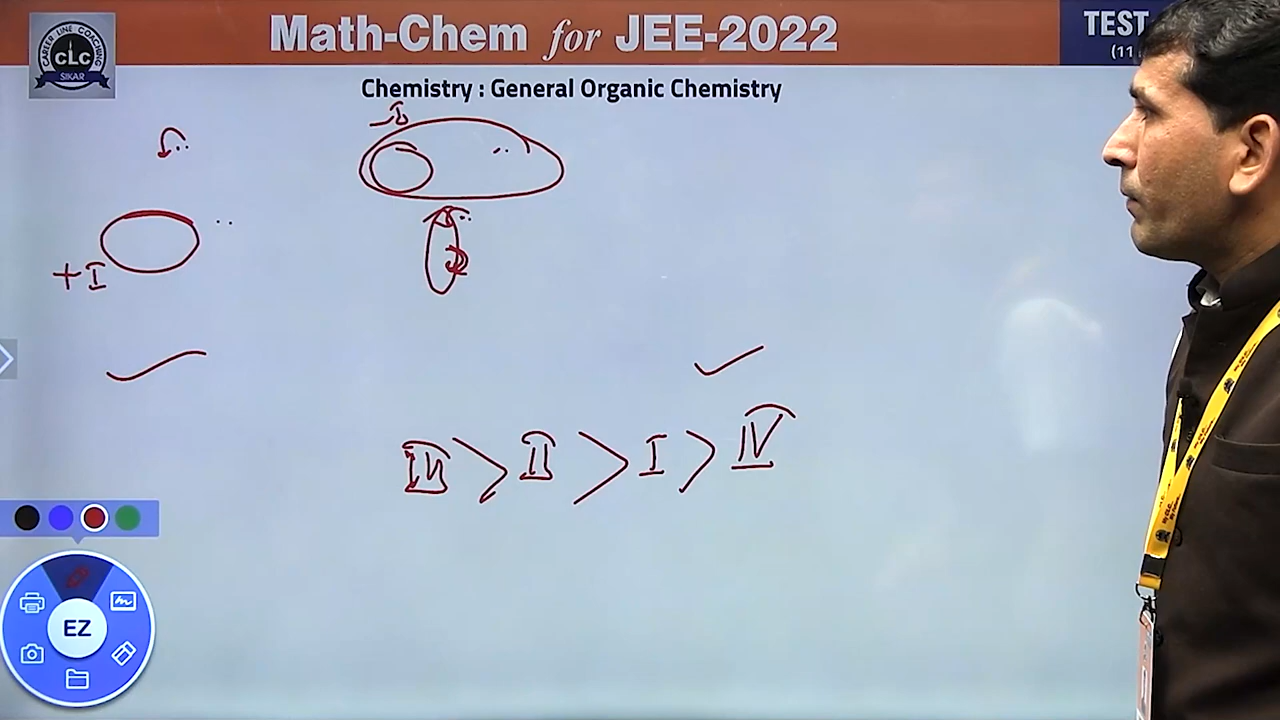 CAREER LINE COACHING
CLC
SIKAR
Math-Chem for JEE-2022
TEST
(11
Chemistry : General Organic Chemistry
-I
+I
III > II > I > IV
EZ